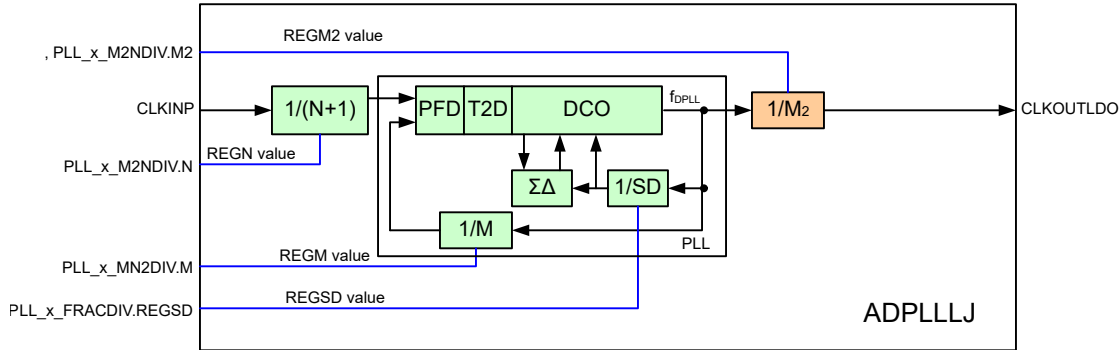 REGM2 value
, PLL_x_M2NDIV.M2
CLKINP
1/(N+1)
PFD
T2D
DCO
fDPLL
1/M2
CLKOUTLDO
REGN value
PLL_x_M2NDIV.N
ΣΔ
1/SD
1/M
PLL
REGM value
PLL_x_MN2DIV.M
REGSD value
PLL_x_FRACDIV.REGSD
ADPLLLJ